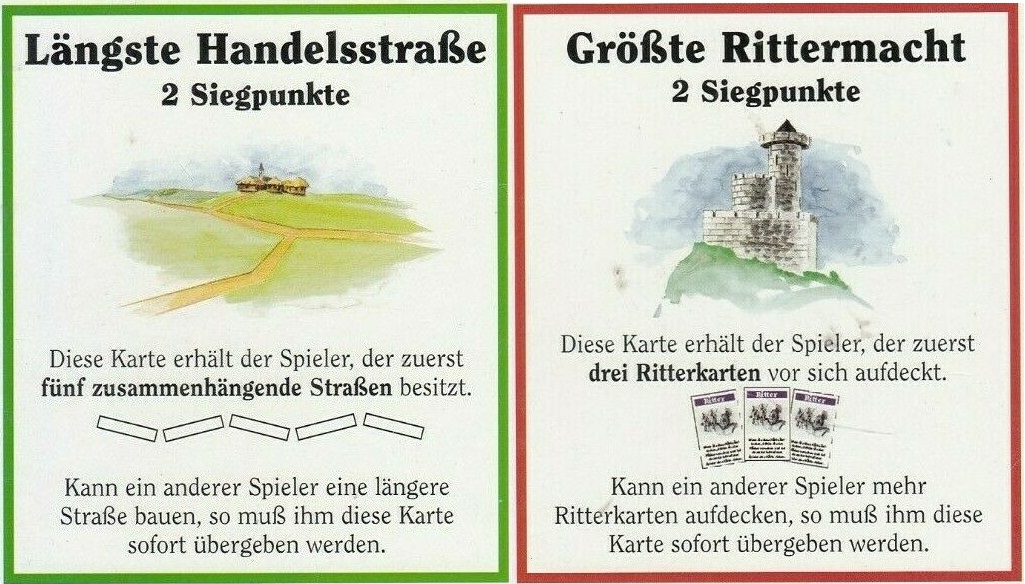 Längste Handelsstraße
2 Siegpunkte
Diese Karte erhält der Spieler, der zuerst
fünf zusammenhängende Straßen besitzt.
Kann ein anderer Spieler eine längere
Straße bauen, so muß ihm diese Karte
sofort übergeben werden.
Größte Rittermacht
2 Siegpunkte
Diese Karte erhält der Spieler, der zuerst
drei Ritterkarten vor sich aufdeckt.
Ritter
Ritter
Ritter
Kann ein anderer Spieler mehr
Ritterkarten aufdecken, so muß ihm diese
Karte sofort übergeben werden.